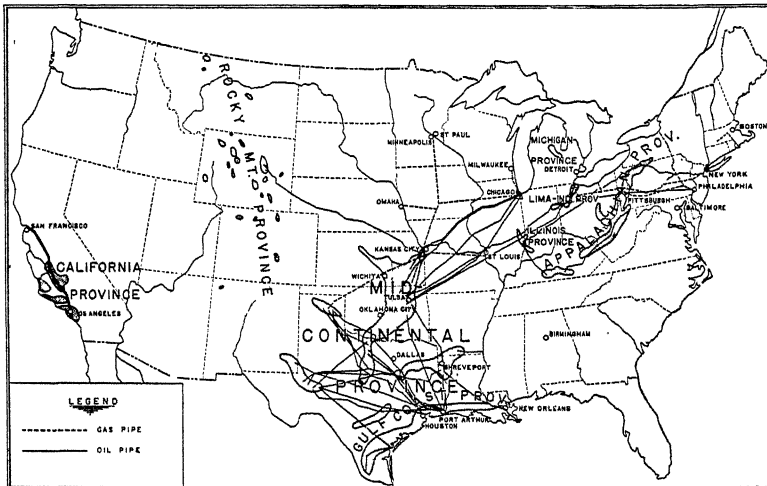 ROCKY MT. PROVINCE
MINNEAPOLIS
ST PAUL
MICHIGAN
PROVINCE
MILWAUKEE
DETROIT
BOSTON
PROV.
NEW YORK
PHILADELPHIA
CHICAGO
LIMA-IND PROV
PITTSBURGH
BALTIMORE
OMAHA
SAN FRANCISCO
KANSAS CITY
ILLINOIS
PROVINCE
ST LOUIS
APPALACH
CALIFORNIA
PROVINCE
LOS ANGELES
WICHITA
MID
TULSA
OKLAHOMA CITY
CONTINENTAL
BIRMINGHAM
DALLAS
SHREVEPORT
PROVINCE
GULF COAST PROV.
NEW ORLEANS
PORT ARTHUR
HOUSTON
LEGEND
GAS PIPE
OIL PIPE